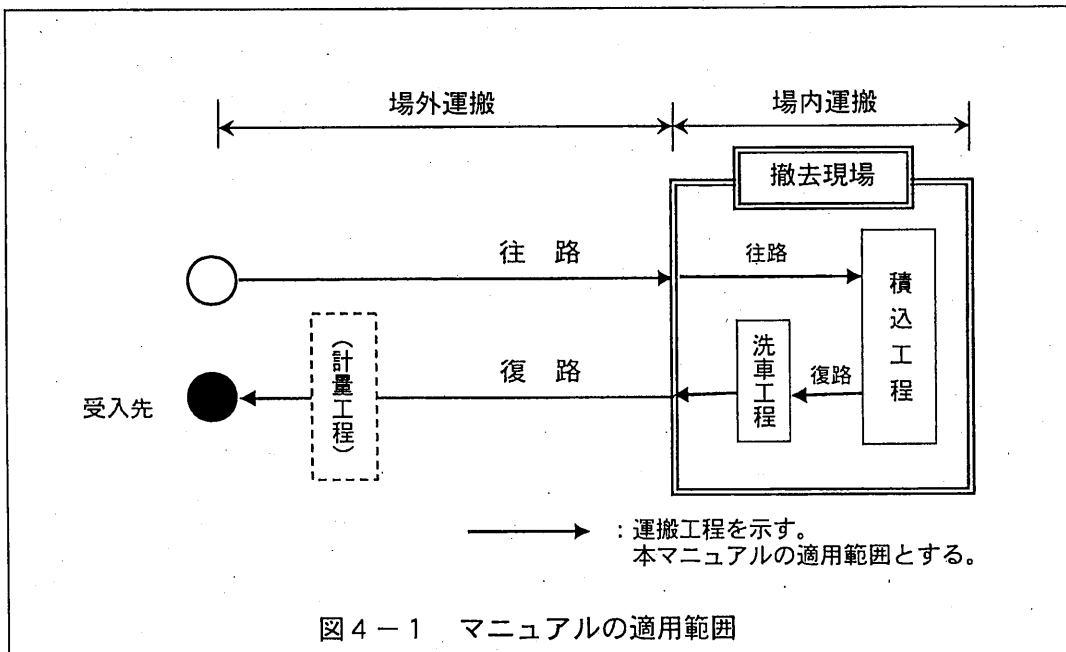 場外運搬
場内運搬
撤去現場
往 路
往路
積込工程
(計量工程)
復 路
洗車工程
復路
受入先
:運搬工程を示す。
本マニュアルの適用範囲とする。
図4-1 マニュアルの適用範囲